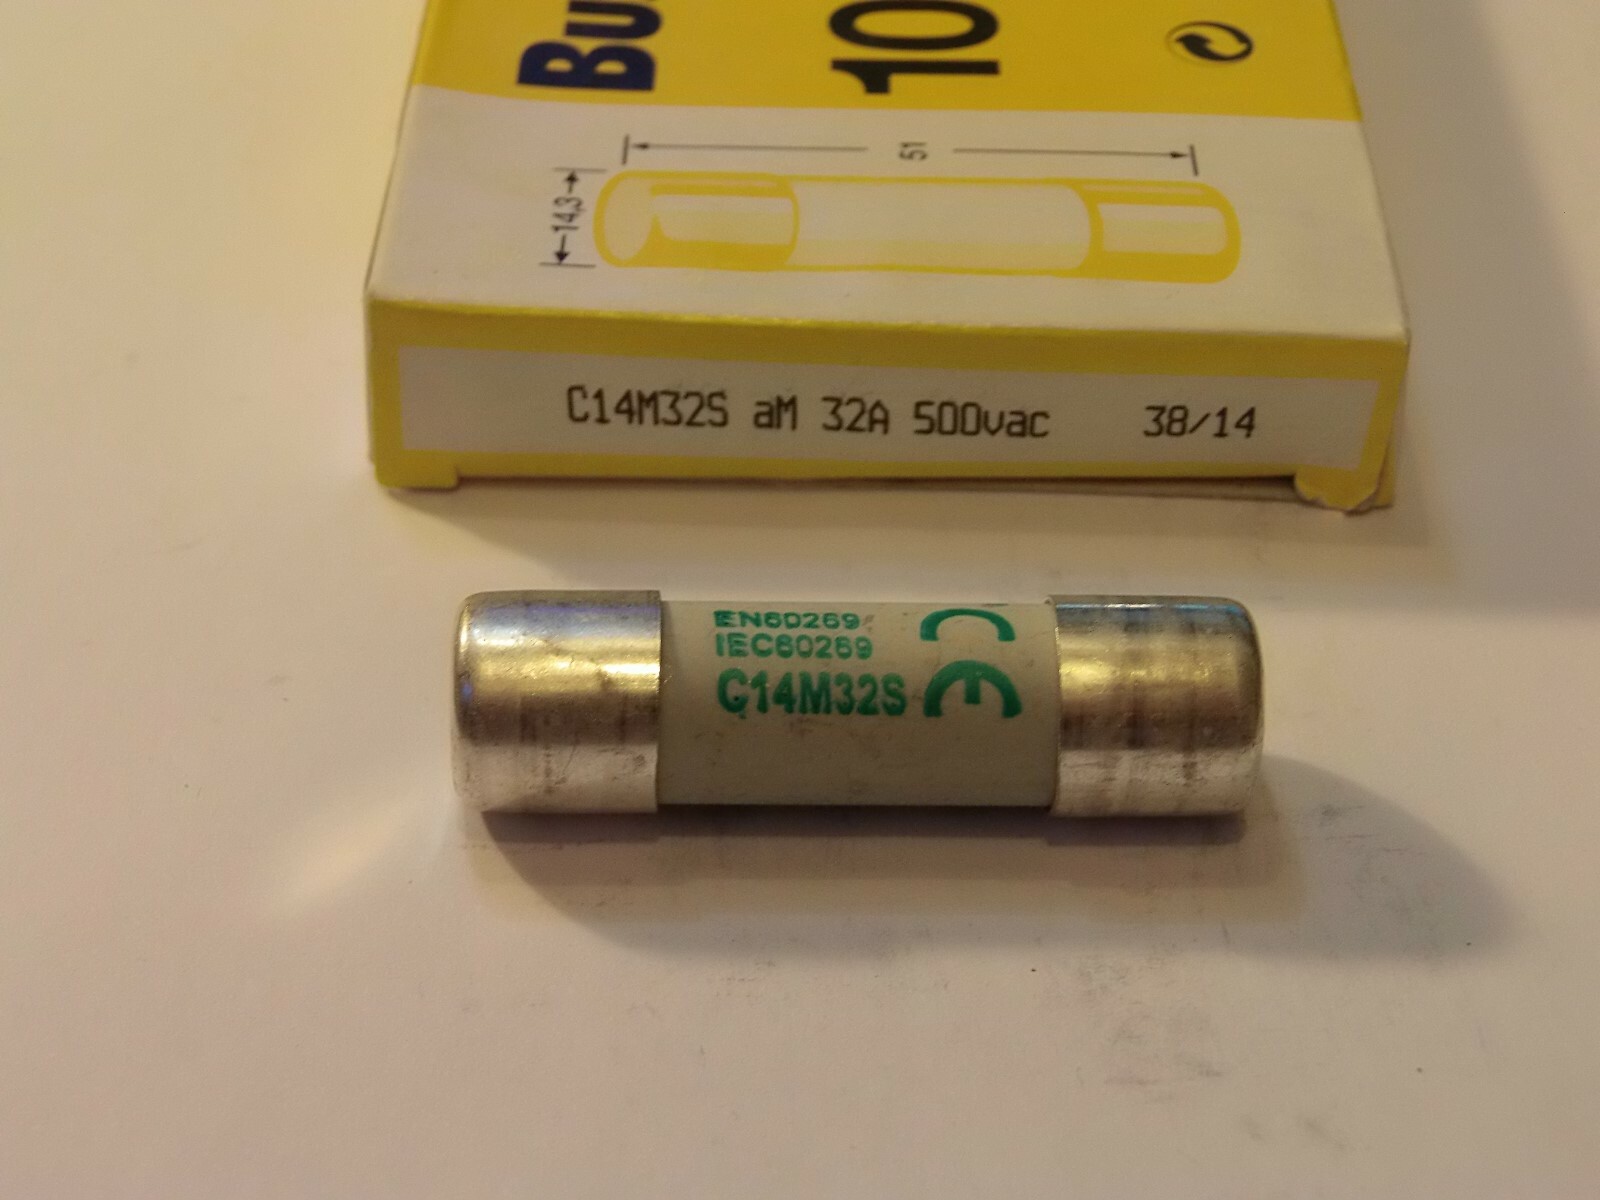 Bu
10
51
14,3
C14M32S aM 32A 500vac 38/14
EN60269
IEC60269
C14M32S
CE